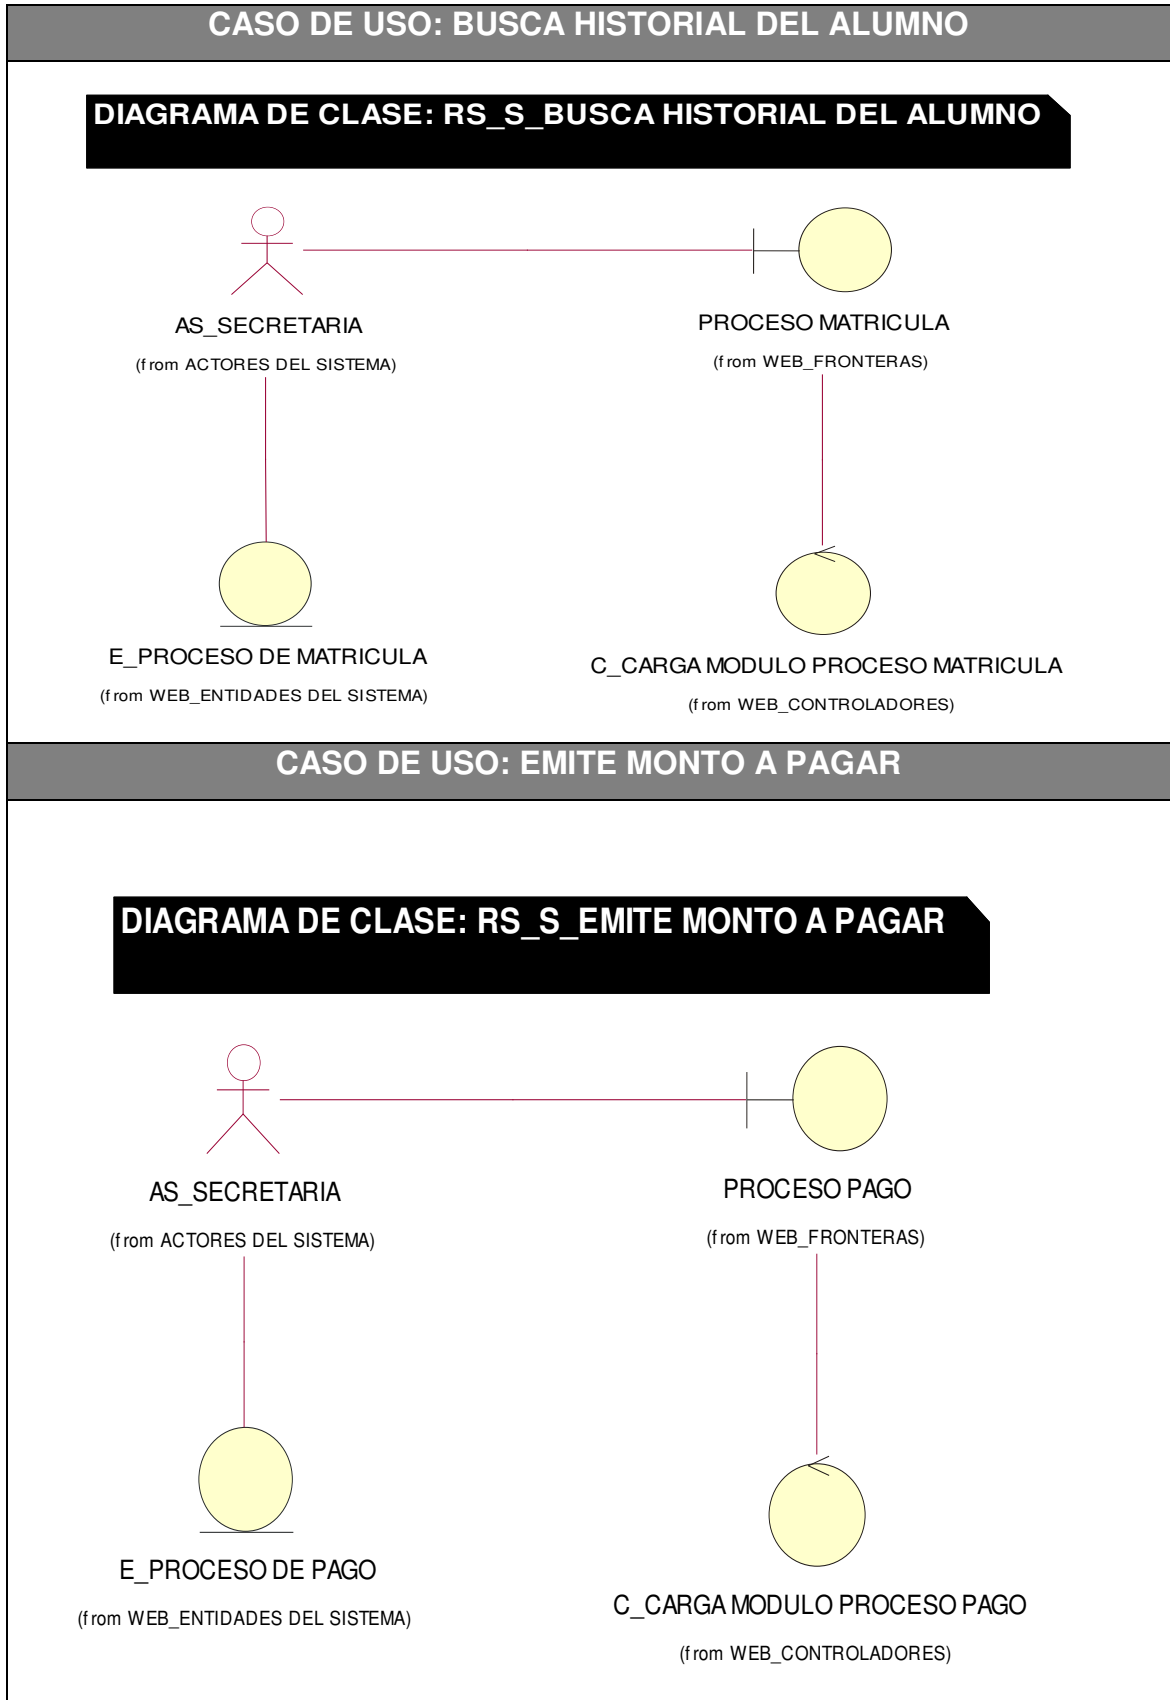 CASO DE USO: BUSCA HISTORIAL DEL ALUMNO
DIAGRAMA DE CLASE: RS_S_BUSCA HISTORIAL DEL ALUMNO
AS_SECRETARIA
(from ACTORES DEL SISTEMA)
PROCESO MATRICULA
(from WEB_FRONTERAS)
E_PROCESO DE MATRICULA
(from WEB_ENTIDADES DEL SISTEMA)
C_CARGA MODULO PROCESO MATRICULA
(from WEB_CONTROLADORES)
CASO DE USO: EMITE MONTO A PAGAR
DIAGRAMA DE CLASE: RS_S_EMITE MONTO A PAGAR
AS_SECRETARIA
(from ACTORES DEL SISTEMA)
PROCESO PAGO
(from WEB_FRONTERAS)
E_PROCESO DE PAGO
(from WEB_ENTIDADES DEL SISTEMA)
C_CARGA MODULO PROCESO PAGO
(from WEB_CONTROLADORES)